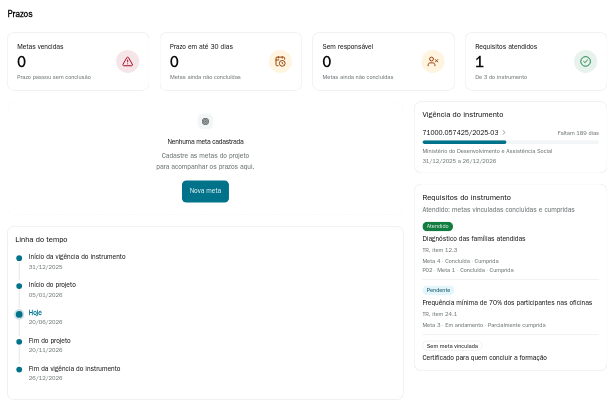 Prazos
Metas vencidas
0
Prazo passou sem conclusão
Prazo em até 30 dias
0
Metas ainda não concluídas
Sem responsável
0
Metas ainda não concluídas
Requisitos atendidos
1
De 3 do instrumento
Nenhuma meta cadastrada
Cadastre as metas do projeto
para acompanhar os prazos aqui.
Nova meta
Linha do tempo
Início da vigência do instrumento
31/12/2025
Início do projeto
05/01/2026
Hoje
20/06/2026
Fim do projeto
20/11/2026
Fim da vigência do instrumento
26/12/2026
Vigência do instrumento
71000.057425/2025-03
Faltam 189 dias
Ministério do Desenvolvimento e Assistência Social
31/12/2025 a 26/12/2026
Requisitos do instrumento
Atendido: metas vinculadas concluídas e cumpridas
Atendido
Diagnóstico das famílias atendidas
TR, item 12.3
Meta 4 · Concluída · Cumprida
P02 · Meta 1 · Concluída · Cumprida
Pendente
Frequência mínima de 70% dos participantes nas oficinas
TR, item 24.1
Meta 3 · Em andamento · Parcialmente cumprida
Sem meta vinculada
Certificado para quem concluir a formação